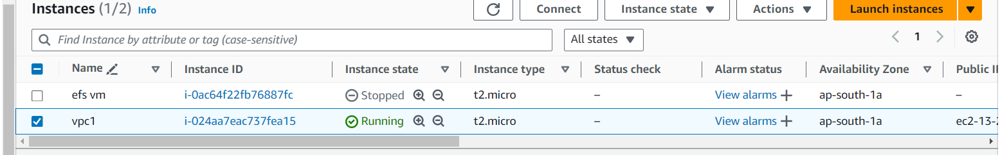 Instances (1/2) Info Connect Instance state Actions Launch instances
Find Instance by attribute or tag (case-sensitive) All states 1
Name Instance ID Instance state Instance type Status check Alarm status Availability Zone Public
efs vm i-0ac64f22fb76887fc Stopped t2.micro – View alarms + ap-south-1a –
vpc1 i-024aa7eac737fea15 Running t2.micro – View alarms + ap-south-1a ec2-13-